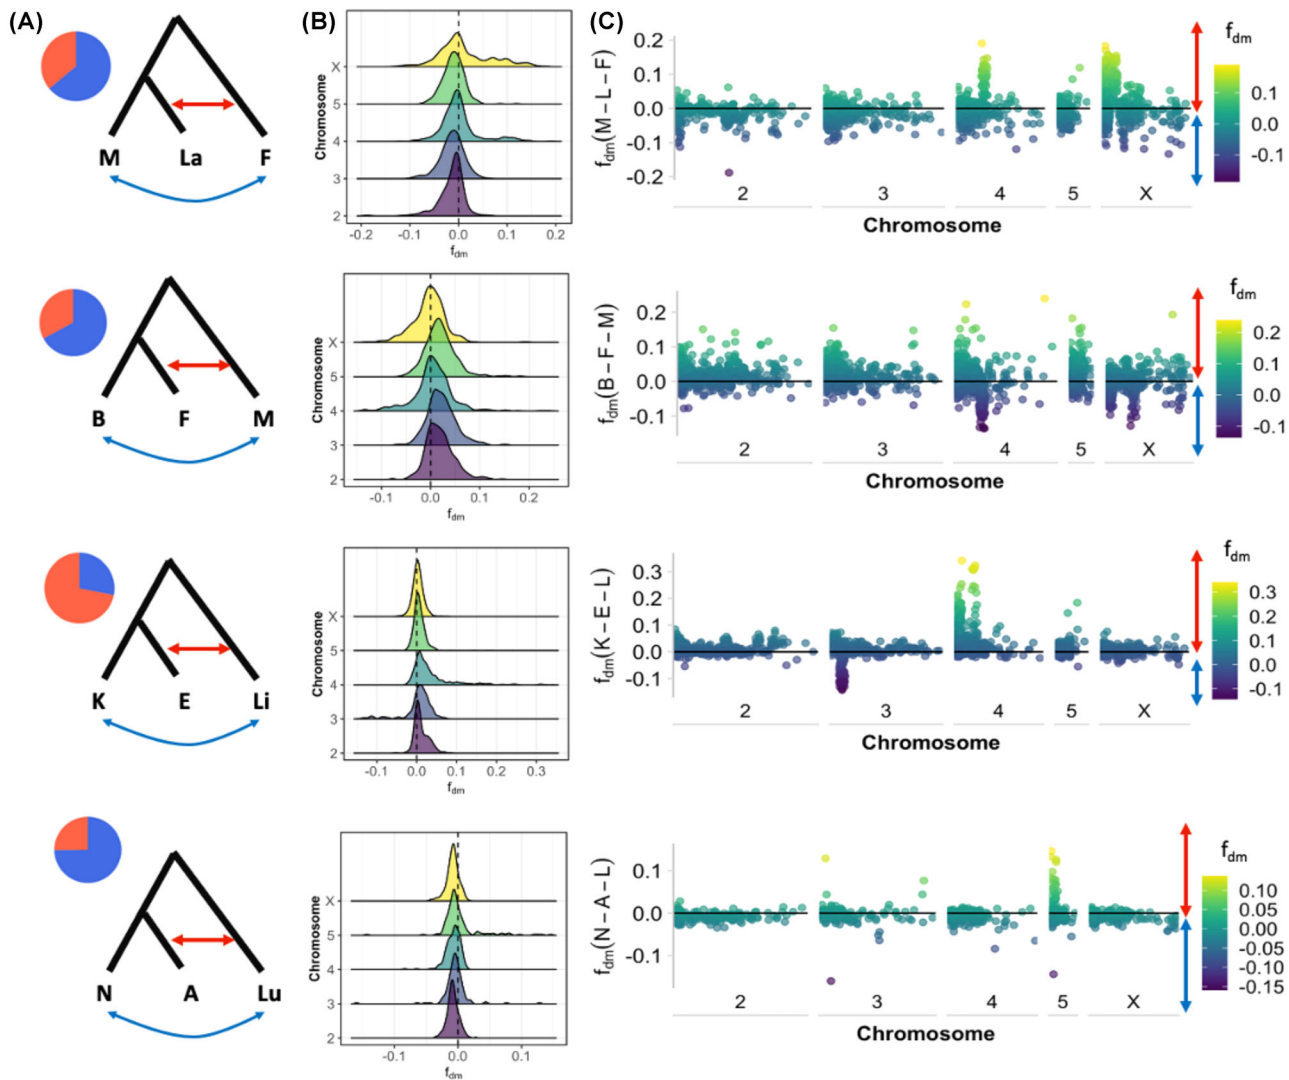 (A) (B) (C)
M La F
Chromosome
X
5
4
3
2
-0.2 -0.1 0.0 0.1 0.2
fdm
fdm(M – L – F)
0.2
0.1
0.0
-0.1
-0.2
2 3 4 5 X
Chromosome
fdm
0.1
0.0
-0.1
B F M
Chromosome
X
5
4
3
2
-0.1 0.0 0.1 0.2
fdm
fdm(B – F – M)
0.2
0.1
0.0
-0.1
2 3 4 5 X
Chromosome
fdm
0.2
0.1
0.0
-0.1
K E Li
Chromosome
X
5
4
3
2
-0.1 0.0 0.1 0.2 0.3
fdm
fdm(K – E – L)
0.3
0.2
0.1
0.0
-0.1
2 3 4 5 X
Chromosome
fdm
0.3
0.2
0.1
0.0
-0.1
N A Lu
Chromosome
X
5
4
3
2
-0.1 0.0 0.1
fdm
fdm(N – A – L)
0.1
0.0
-0.1
2 3 4 5 X
Chromosome
fdm
0.10
0.05
0.00
-0.05
-0.10
-0.15